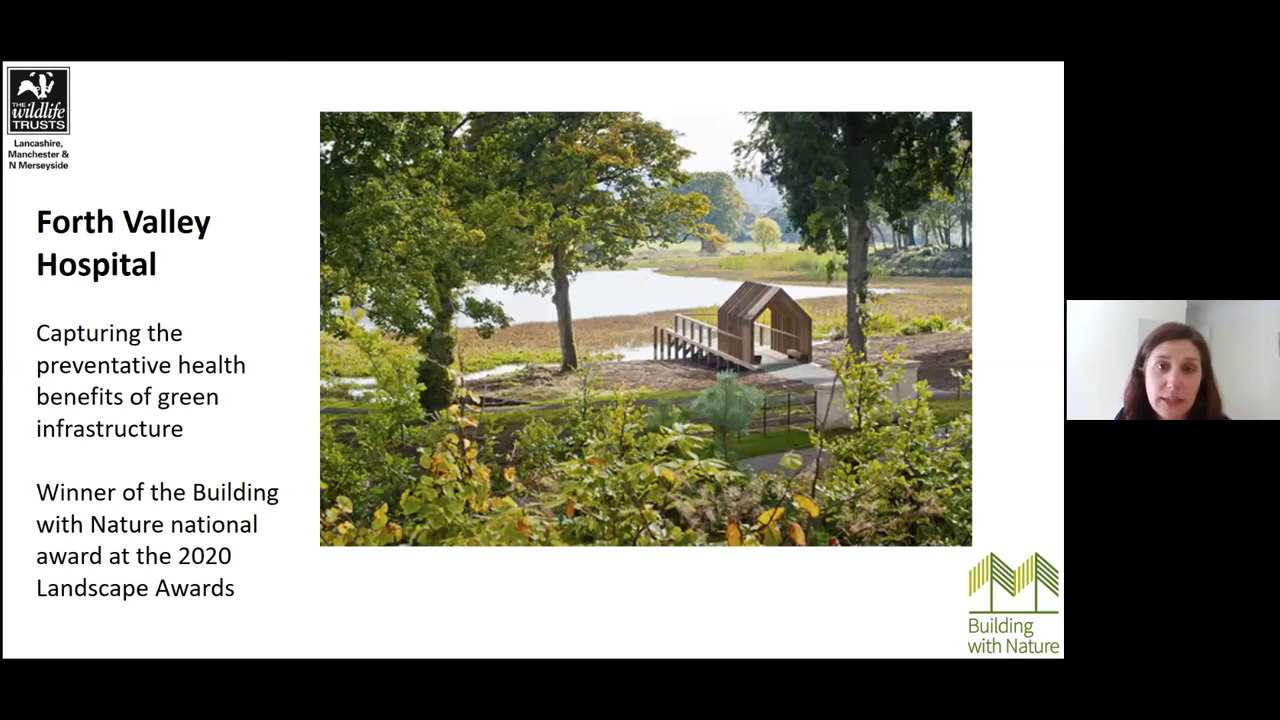 THE
wildlife
TRUSTS
Lancashire,
Manchester &
N Merseyside
Forth Valley
Hospital
Capturing the
preventative health
benefits of green
infrastructure
Winner of the Building
with Nature national
award at the 2020
Landscape Awards
Building
with Nature